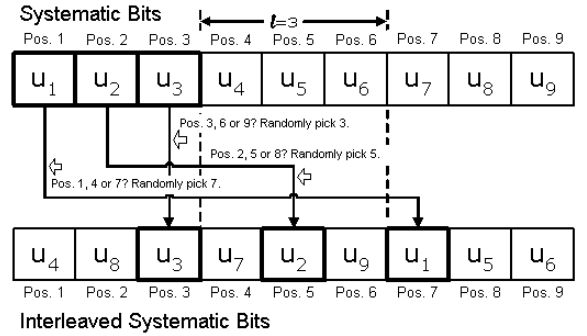 Systematic Bits
l=3
Pos. 1 Pos. 2 Pos. 3 Pos. 4 Pos. 5 Pos. 6 Pos. 7 Pos. 8 Pos. 9
u1 u2 u3 u4 u5 u6 u7 u8 u9
Pos. 3, 6 or 9? Randomly pick 3.
Pos. 2, 5 or 8? Randomly pick 5.
Pos. 1, 4 or 7? Randomly pick 7.
u4 u8 u3 u7 u2 u9 u1 u5 u6
Pos. 1 Pos. 2 Pos. 3 Pos. 4 Pos. 5 Pos. 6 Pos. 7 Pos. 8 Pos. 9
Interleaved Systematic Bits